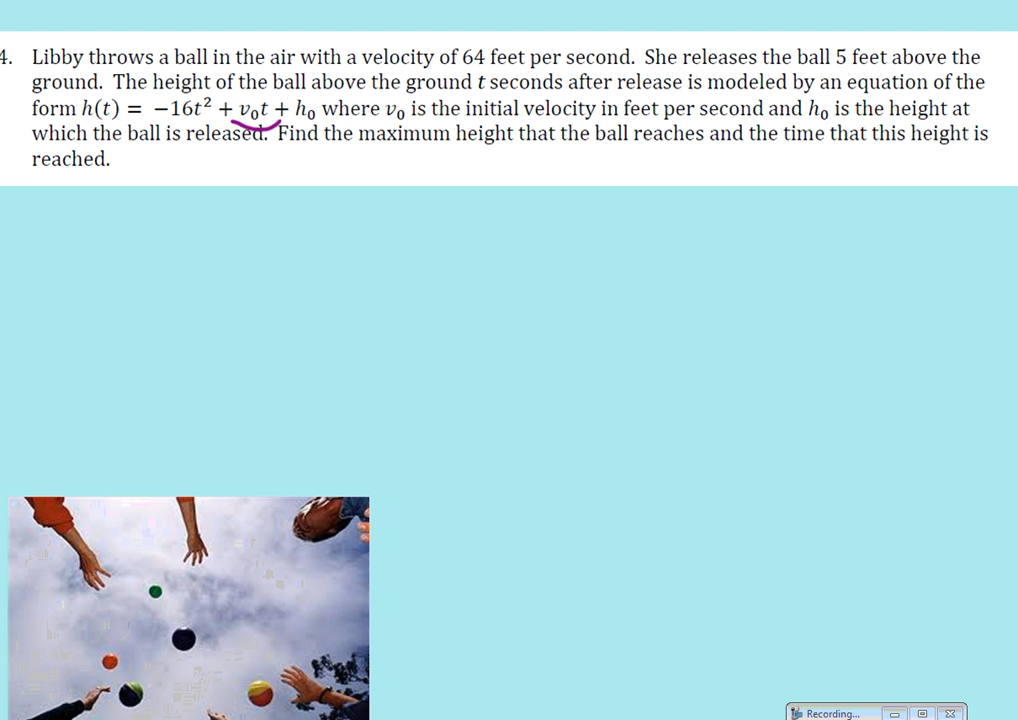 4. Libby throws a ball in the air with a velocity of 64 feet per second. She releases the ball 5 feet above the
ground. The height of the ball above the ground t seconds after release is modeled by an equation of the
form h(t) = −16t² + v₀t + h₀ where v₀ is the initial velocity in feet per second and h₀ is the height at
which the ball is released. Find the maximum height that the ball reaches and the time that this height is
reached.
Recording...